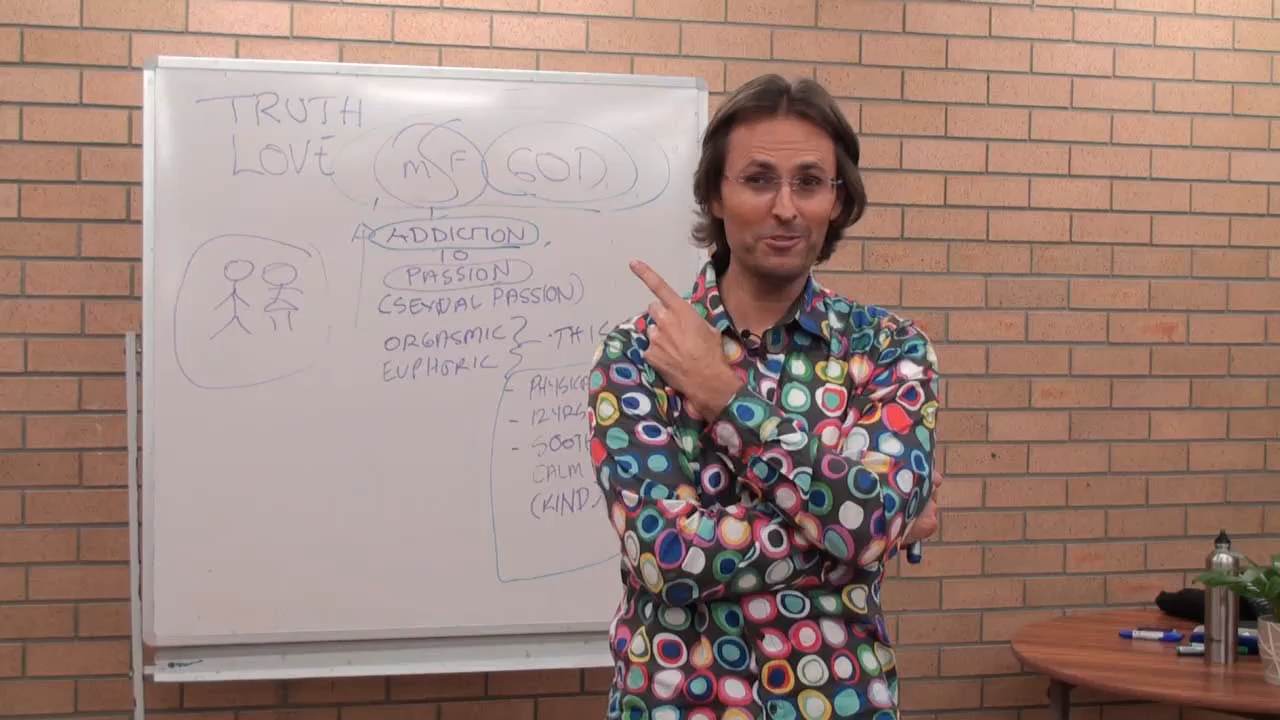 TRUTH
LOVE
M F GOD
ADDICTION
TO
PASSION
(SEXUAL PASSION)
ORGASMIC } - THIS
EUPHORIC }
- PHYSICA
- 12YRS
- SOOTH
CALM
(KIND